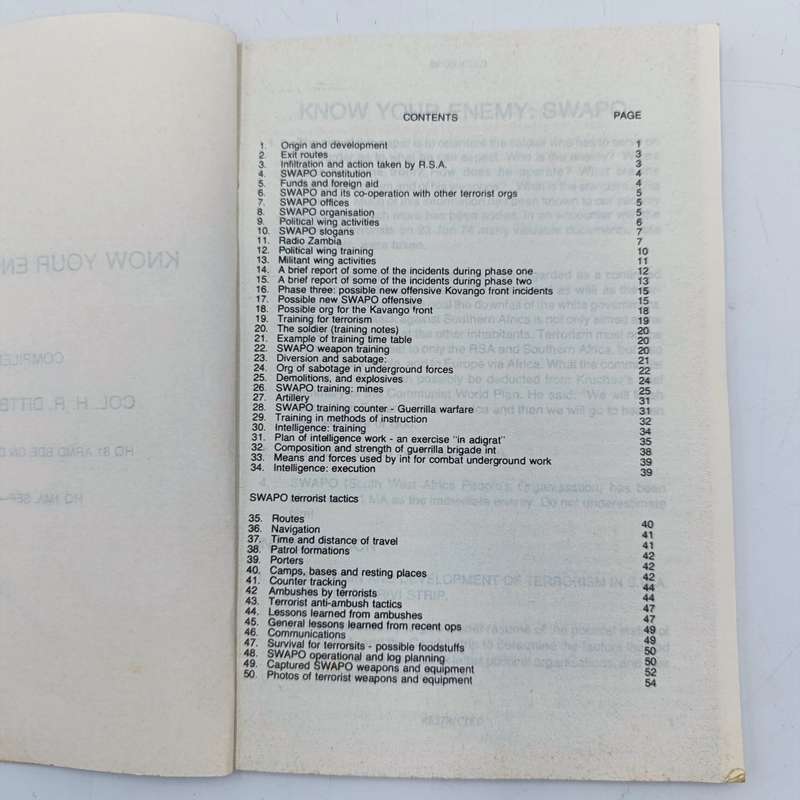 CONTENTS PAGE
1. Origin and development 1
2. Exit routes 3
3. Infiltration and action taken by R.S.A. 3
4. SWAPO constitution 4
5. Funds and foreign aid 4
6. SWAPO and its co-operation with other terrorist orgs 5
7. SWAPO offices 5
8. SWAPO organisation 5
9. Political wing activities 6
10. SWAPO slogans 7
11. Radio Zambia 7
12. Political wing training 10
13. Militant wing activities 11
14. A brief report of some of the incidents during phase one 12
15. A brief report of some of the incidents during phase two 13
16. Phase three: possible new offensive Kovango front incidents 15
17. Possible new SWAPO offensive 15
18. Possible org for the Kavango front 18
19. Training for terrorism 19
20. The soldier (training notes) 20
21. Example of training time table 20
22. SWAPO weapon training 20
23. Diversion and sabotage: 21
24. Org of sabotage in underground forces 22
25. Demolitions, and explosives 24
26. SWAPO training: mines 25
27. Artillery 31
28. SWAPO training counter - Guerrilla warfare 31
29. Training in methods of instruction 32
30. Intelligence: training 34
31. Plan of intelligence work - an exercise "in adigrat" 35
32. Composition and strength of guerrilla brigade int 38
33. Means and forces used by int for combat underground work 39
34. Intelligence: execution 39
SWAPO terrorist tactics
35. Routes 40
36. Navigation 41
37. Time and distance of travel 41
38. Patrol formations 42
39. Porters 42
40. Camps, bases and resting places 42
41. Counter tracking 44
42 Ambushes by terrorists 44
43. Terrorist anti-ambush tactics 47
44. Lessons learned from ambushes 47
45. General lessons learned from recent ops 49
46. Communications 49
47. Survival for terrorsits - possible foodstuffs 50
48. SWAPO operational and log planning 50
49. Captured SWAPO weapons and equipment 52
50. Photos of terrorist weapons and equipment 54